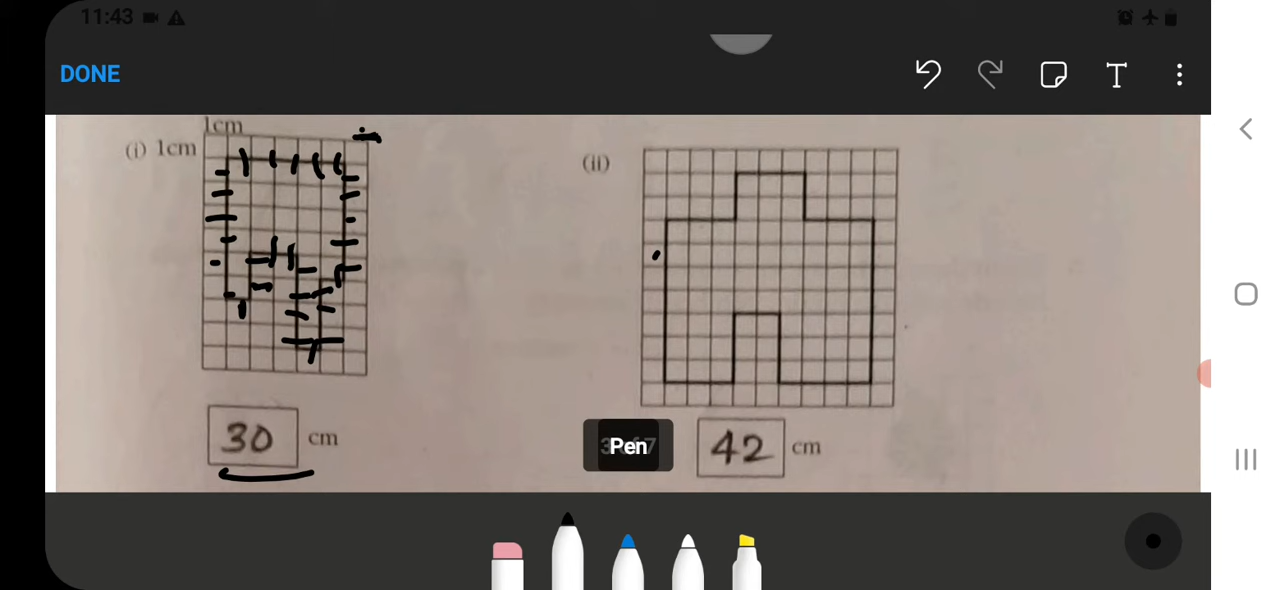 11:43
DONE
T
1cm
(i) 1cm
(ii)
30 cm
Pen
42 cm